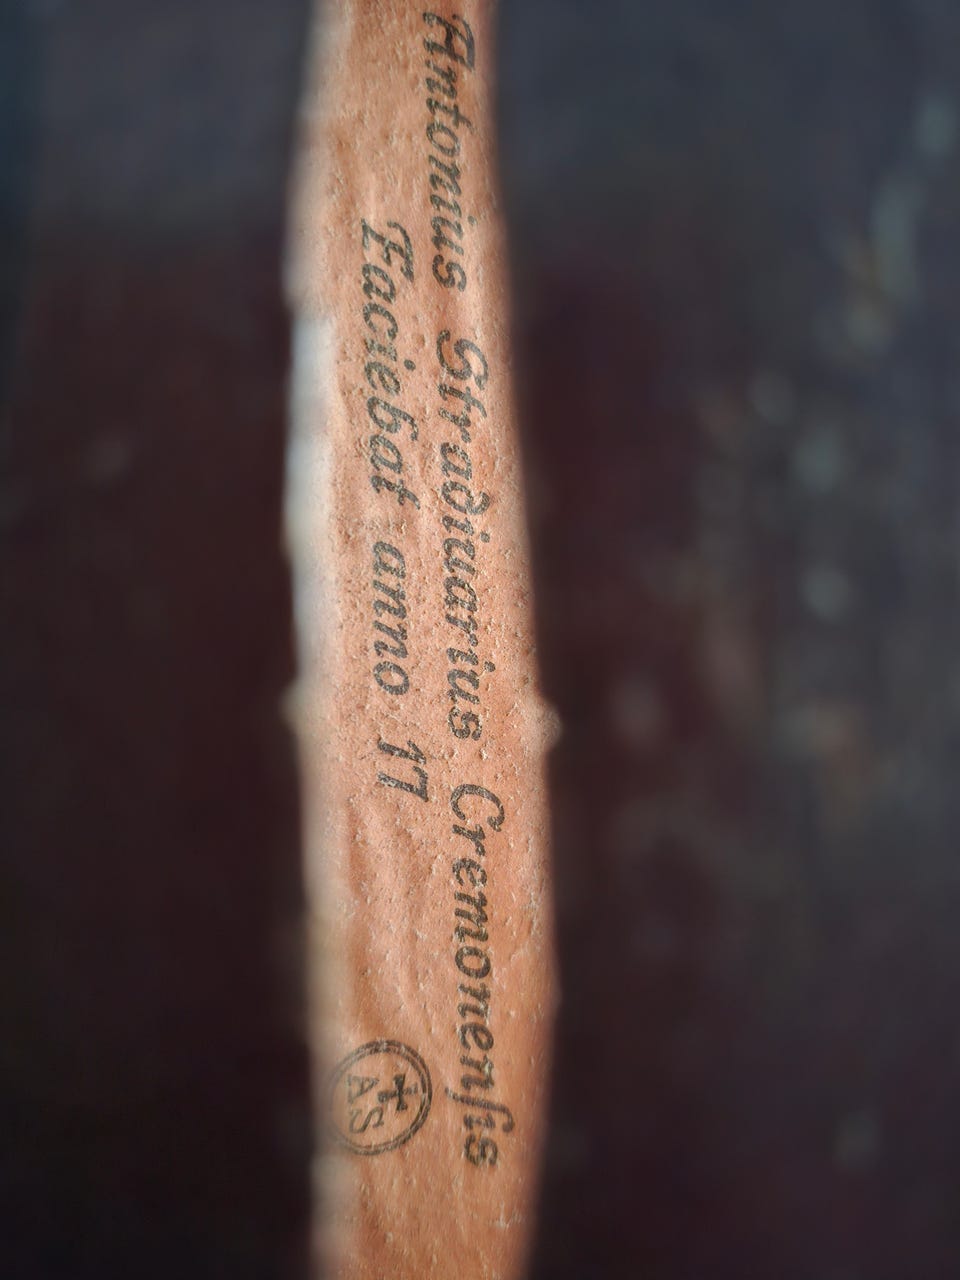 Antonius Stradiuarius Cremonenſis
Faciebat anno 17
AS